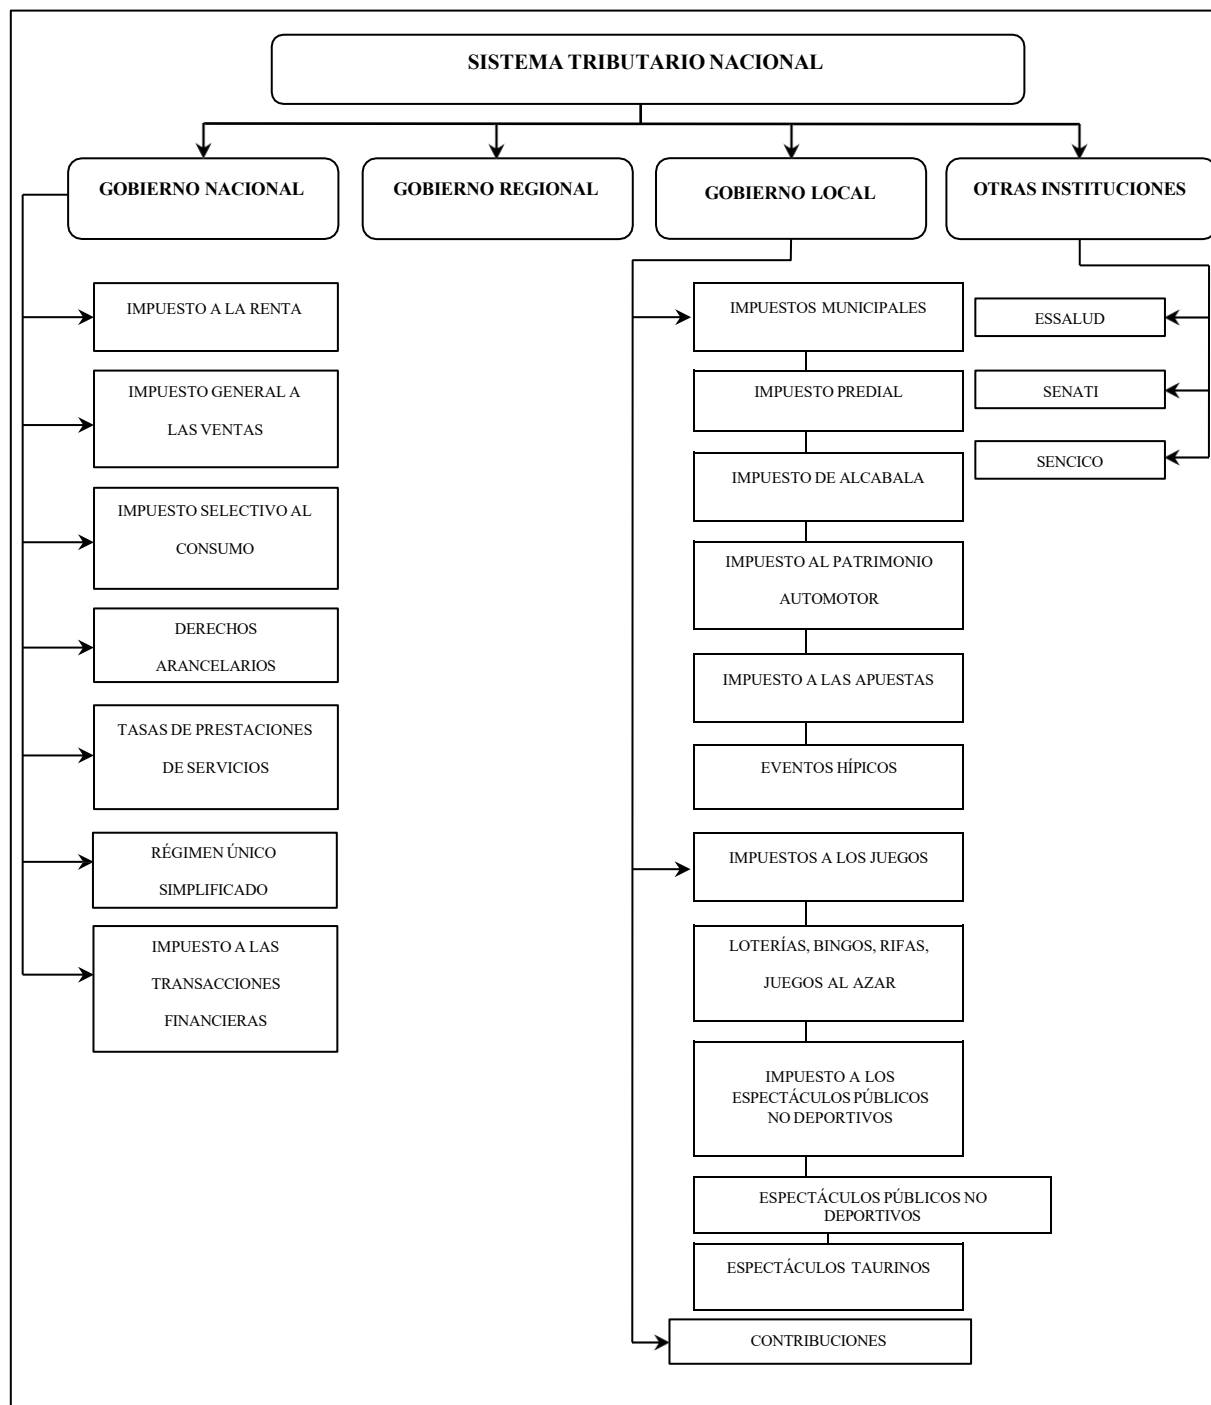 SISTEMA TRIBUTARIO NACIONAL
GOBIERNO NACIONAL
GOBIERNO REGIONAL
GOBIERNO LOCAL
OTRAS INSTITUCIONES
IMPUESTO A LA RENTA
IMPUESTO GENERAL A
LAS VENTAS
IMPUESTO SELECTIVO AL
CONSUMO
DERECHOS
ARANCELARIOS
TASAS DE PRESTACIONES
DE SERVICIOS
RÉGIMEN ÚNICO
SIMPLIFICADO
IMPUESTO A LAS
TRANSACCIONES
FINANCIERAS
IMPUESTOS MUNICIPALES
IMPUESTO PREDIAL
IMPUESTO DE ALCABALA
IMPUESTO AL PATRIMONIO
AUTOMOTOR
IMPUESTO A LAS APUESTAS
EVENTOS HÍPICOS
IMPUESTOS A LOS JUEGOS
LOTERÍAS, BINGOS, RIFAS,
JUEGOS AL AZAR
IMPUESTO A LOS
ESPECTÁCULOS PÚBLICOS
NO DEPORTIVOS
ESPECTÁCULOS PÚBLICOS NO
DEPORTIVOS
ESPECTÁCULOS TAURINOS
CONTRIBUCIONES
ESSALUD
SENATI
SENCICO